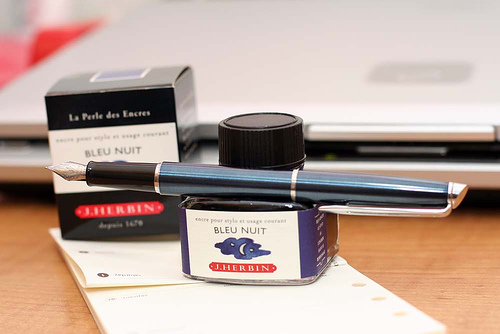 La Perle des Encres
encre pour stylo et usage courant
BLEU NUIT
J.HERBIN
depuis 1670
encre pour stylo et usage courant
BLEU NUIT
J.HERBIN